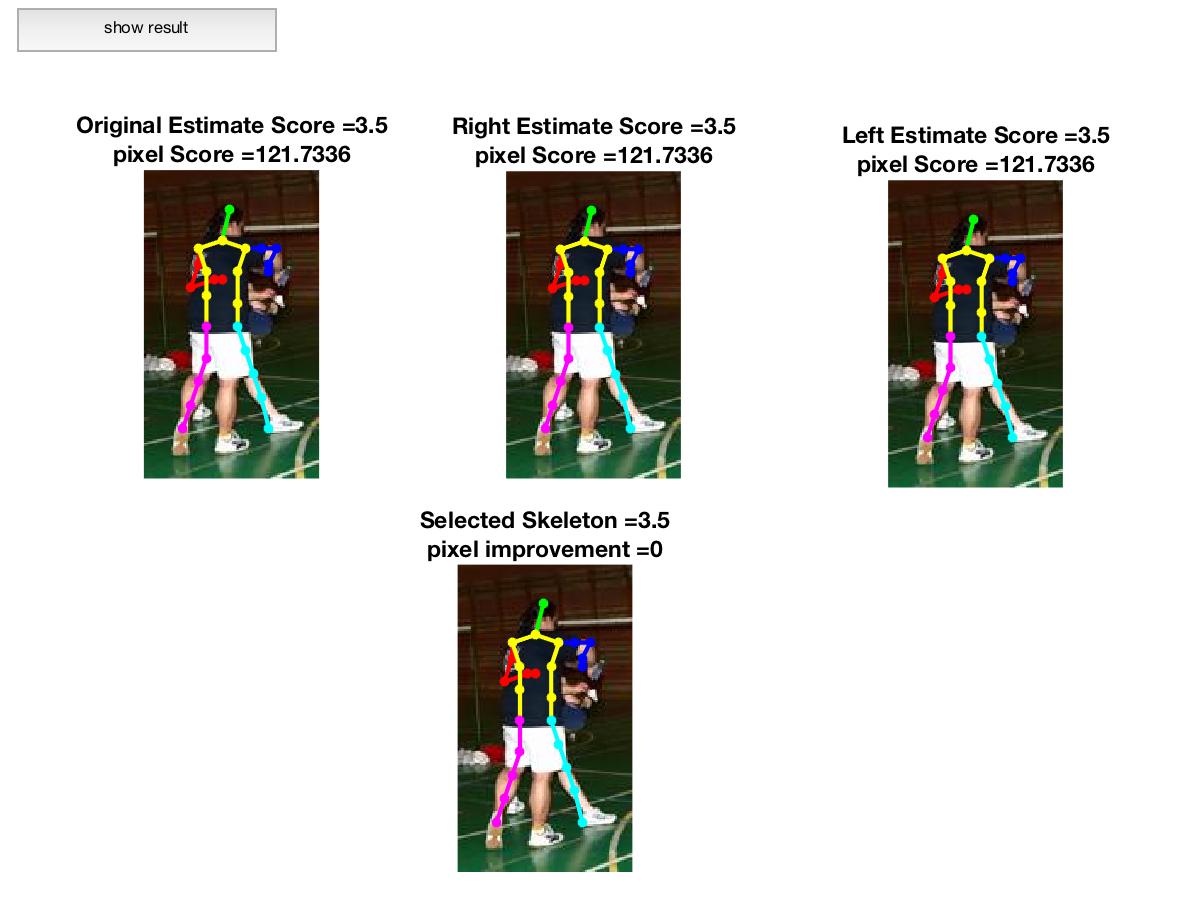 show result
Original Estimate Score =3.5
pixel Score =121.7336
Right Estimate Score =3.5
pixel Score =121.7336
Left Estimate Score =3.5
pixel Score =121.7336
Selected Skeleton =3.5
pixel improvement =0